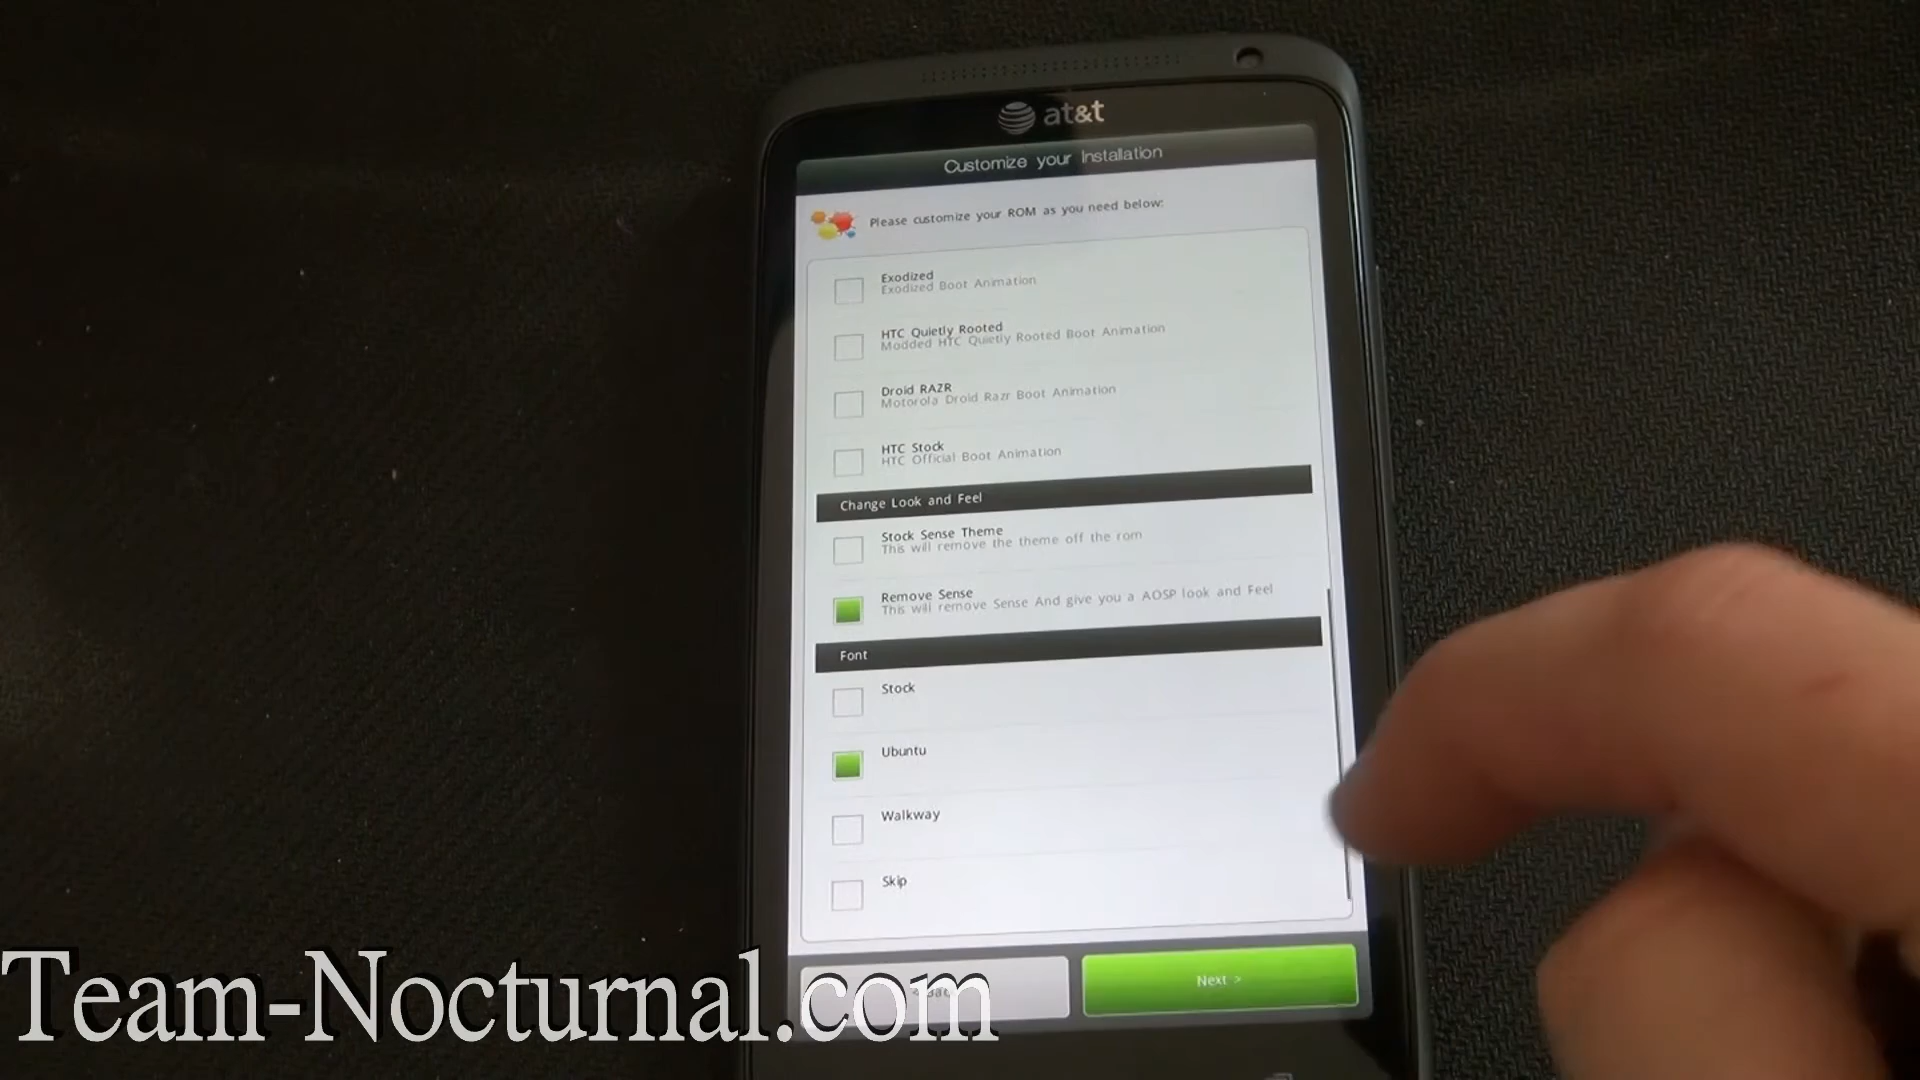 at&t
Customize your Installation
Please customize your ROM as you need below:
Exodized
Exodized Boot Animation
HTC Quietly Rooted
Modded HTC Quietly Rooted Boot Animation
Droid RAZR
Motorola Droid Razr Boot Animation
HTC Stock
HTC Official Boot Animation
Change Look and Feel
Stock Sense Theme
This will remove the theme off the rom
Remove Sense
This will remove Sense And give you a AOSP look and Feel
Font
Stock
Ubuntu
Walkway
Skip
Next >
Team-Nocturnal.com